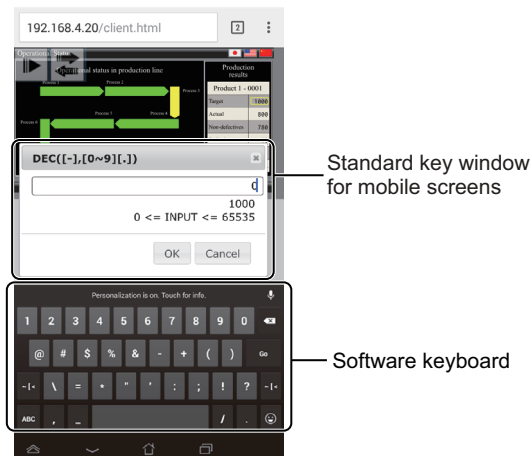 192.168.4.20/client.html
2
Operational Status
Operational status in production line
Production
results
Process 1
Process 2
Process 3
Product 1 - 0001
Target 1000
Actual 800
Non-defectives 780
Process 6
Process 5
Process 4
DEC([-],[0~9][.])
0
1000
0 <= INPUT <= 65535
OK Cancel
Standard key window
for mobile screens
Personalization is on. Touch for info.
1 2 3 4 5 6 7 8 9 0
@ # $ % & - + ( ) Go
~[< \ = * " ' : ; ! ? ~[<
ABC , _ / .
Software keyboard